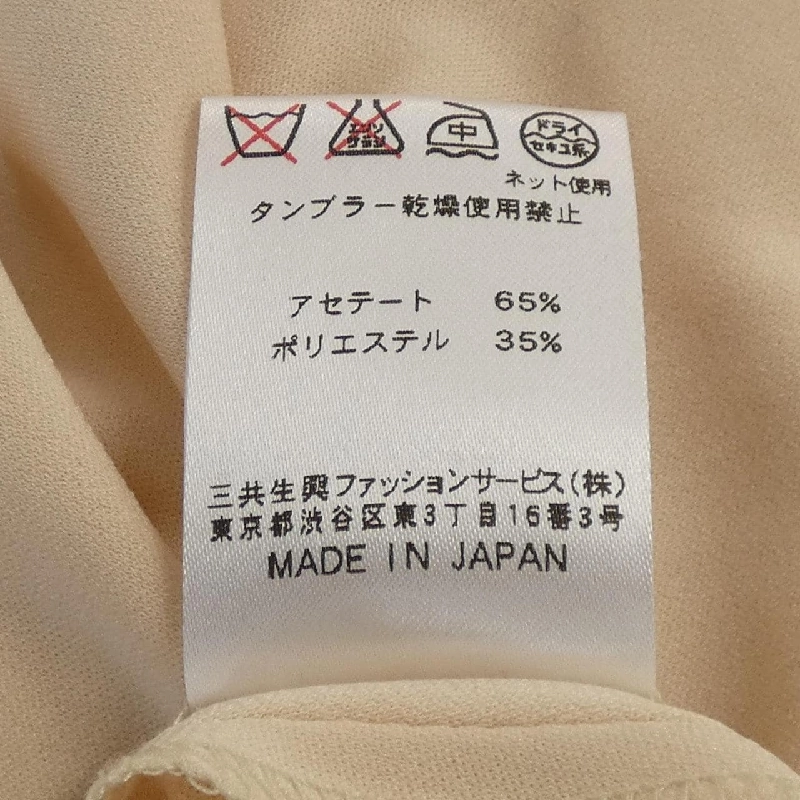 エンソ
サラシ
中
ドライ
セキユ系
ネット使用
タンブラー乾燥使用禁止
アセテート 65%
ポリエステル 35%
三共生興ファッションサービス(株)
東京都渋谷区東3丁目16番3号
MADE IN JAPAN